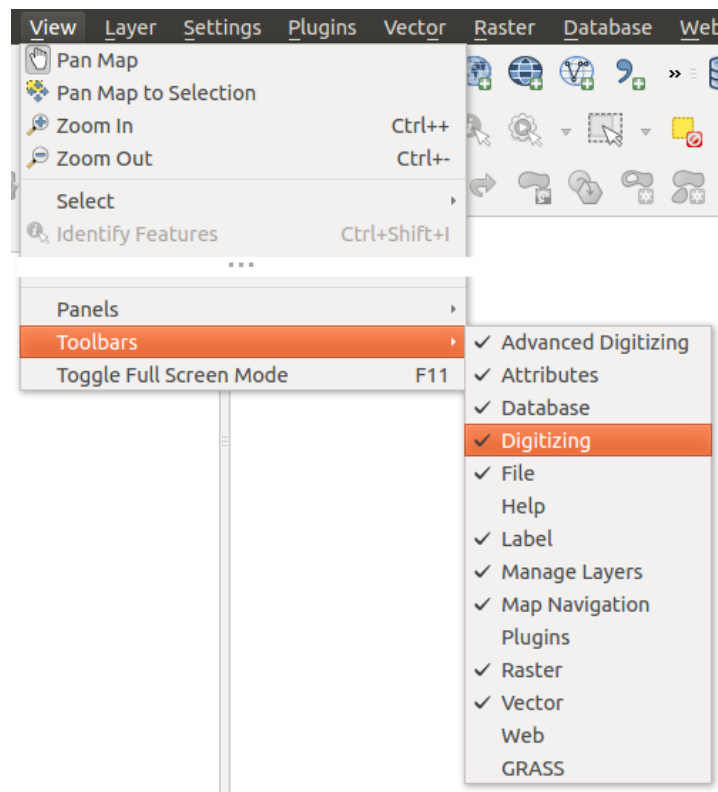 View Layer Settings Plugins Vector Raster Database
Pan Map
Pan Map to Selection
Zoom In Ctrl++
Zoom Out Ctrl+-
Select
Identify Features Ctrl+Shift+I
...
Panels
Toolbars
Toggle Full Screen Mode F11
Advanced Digitizing
Attributes
Database
Digitizing
File
Help
Label
Manage Layers
Map Navigation
Plugins
Raster
Vector
Web
GRASS